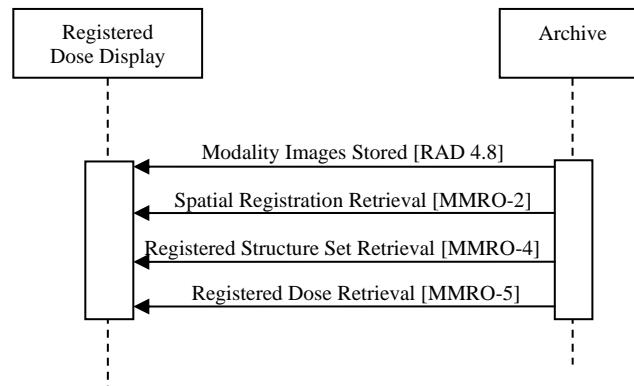 Registered
Dose Display
Archive
Modality Images Stored [RAD 4.8]
Spatial Registration Retrieval [MMRO-2]
Registered Structure Set Retrieval [MMRO-4]
Registered Dose Retrieval [MMRO-5]